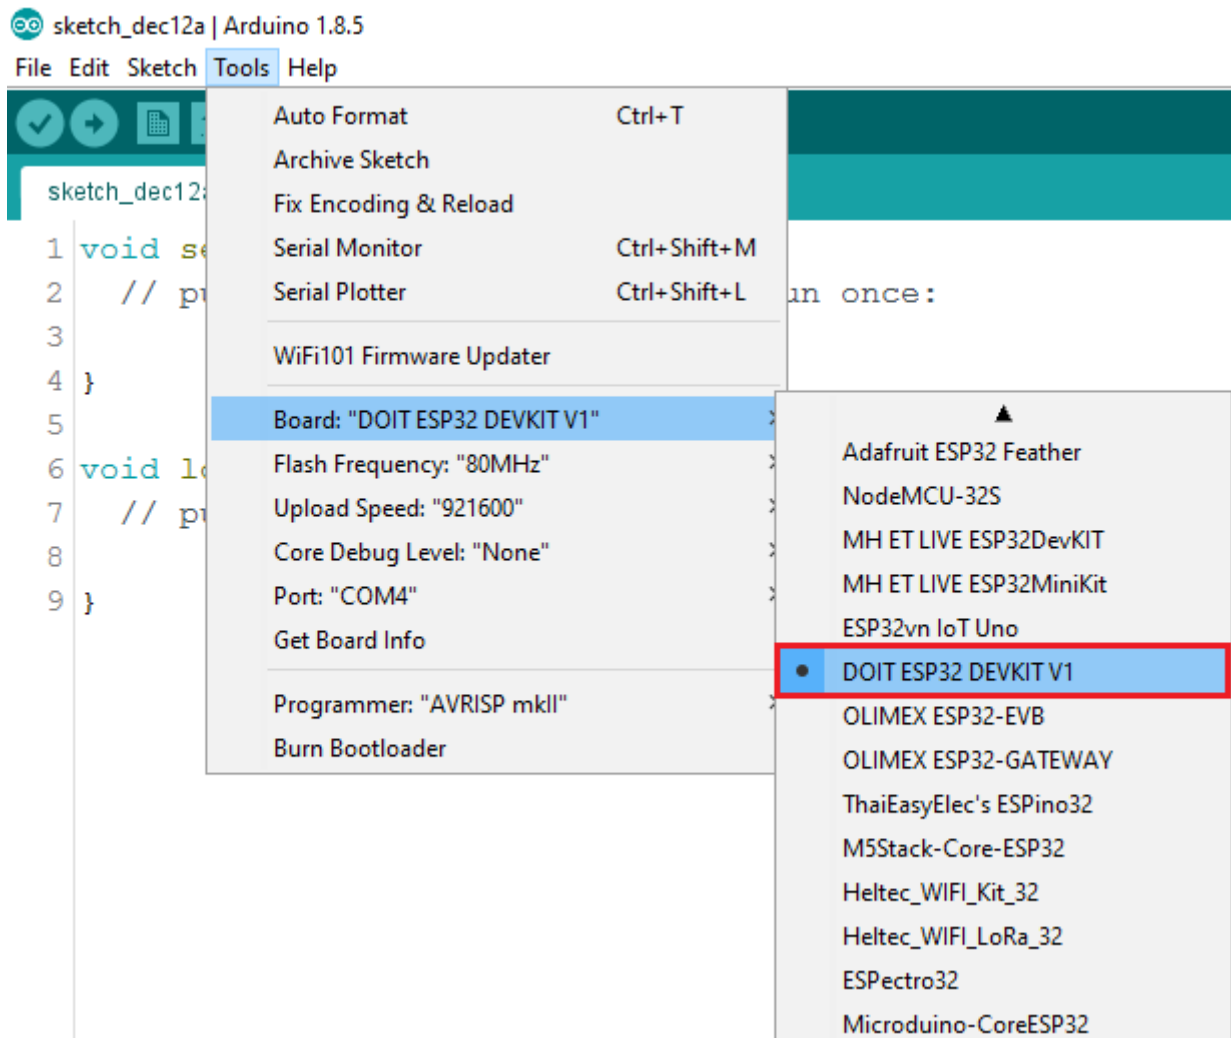 sketch_dec12a | Arduino 1.8.5
File Edit Sketch Tools Help
sketch_dec12a
1 void se
2 // pu un once:
3
4 }
5
6 void lo
7 // pu
8
9 }
Auto Format Ctrl+T
Archive Sketch
Fix Encoding & Reload
Serial Monitor Ctrl+Shift+M
Serial Plotter Ctrl+Shift+L
WiFi101 Firmware Updater
Board: "DOIT ESP32 DEVKIT V1"
Flash Frequency: "80MHz"
Upload Speed: "921600"
Core Debug Level: "None"
Port: "COM4"
Get Board Info
Programmer: "AVRISP mkII"
Burn Bootloader
Adafruit ESP32 Feather
NodeMCU-32S
MH ET LIVE ESP32DevKIT
MH ET LIVE ESP32MiniKit
ESP32vn IoT Uno
DOIT ESP32 DEVKIT V1
OLIMEX ESP32-EVB
OLIMEX ESP32-GATEWAY
ThaiEasyElec's ESPino32
M5Stack-Core-ESP32
Heltec_WIFI_Kit_32
Heltec_WIFI_LoRa_32
ESPectro32
Microduino-CoreESP32